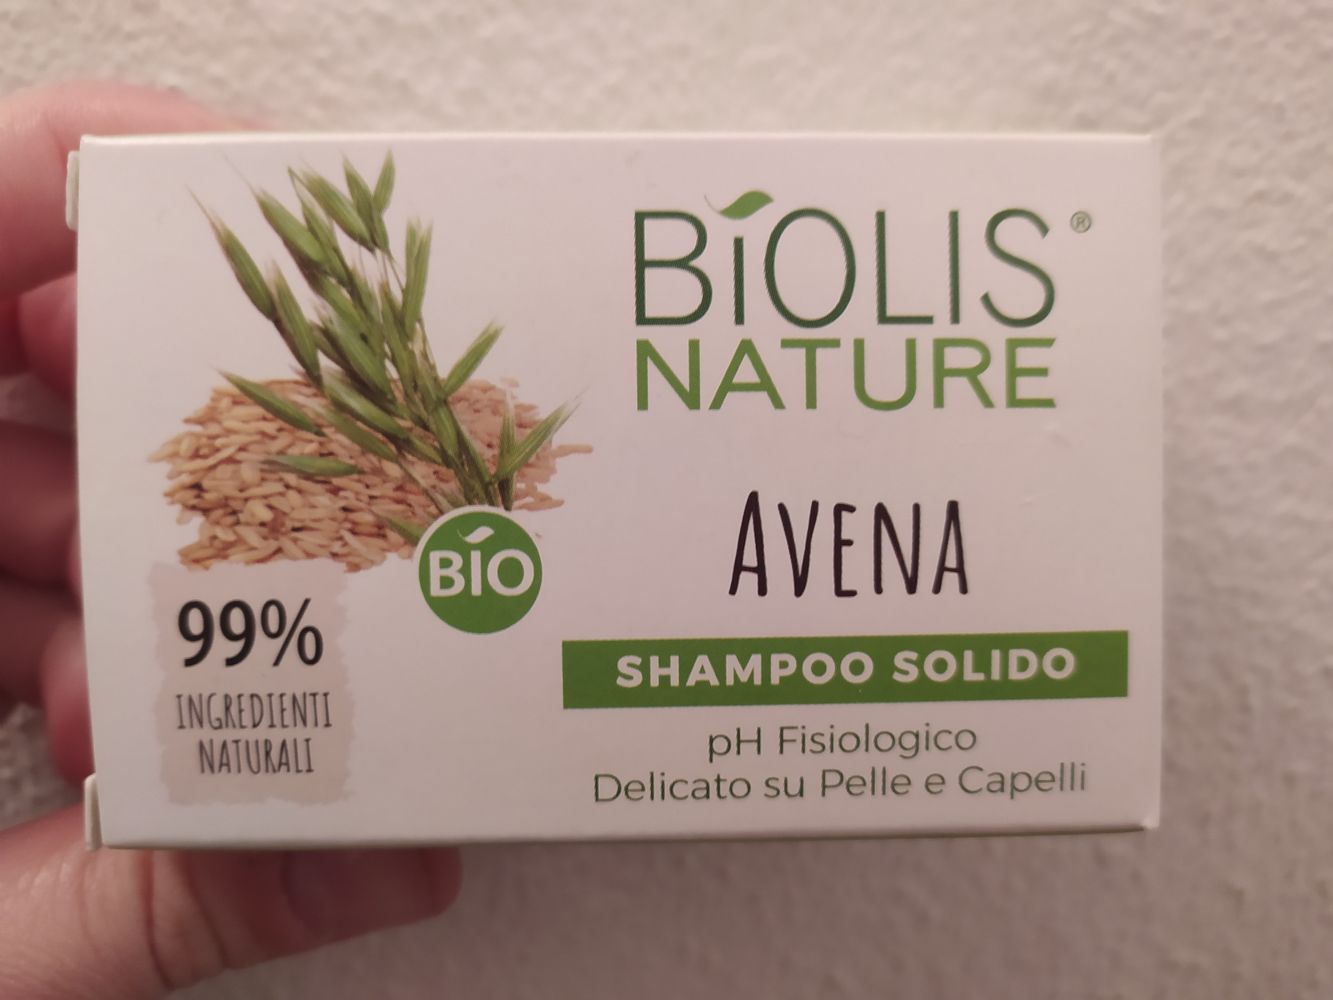 BIOLIS®
NATURE
AVENA
BIO
99%
INGREDIENTI
NATURALI
SHAMPOO SOLIDO
pH Fisiologico
Delicato su Pelle e Capelli